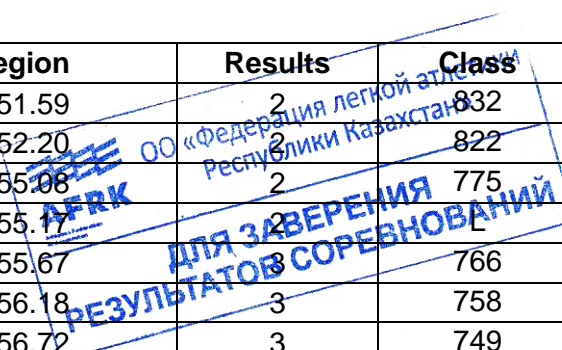 egion Results Class
51.59 2 832
52.20 2 822
55.08 2 775
55.17 2 L
55.67 3 766
56.18 3 758
56.72 3 749
ОО «Федерация легкой атлетики
Республики Казахстан»
AFRK
ДЛЯ ЗАВЕРЕНИЯ
РЕЗУЛЬТАТОВ СОРЕВНОВАНИЙ